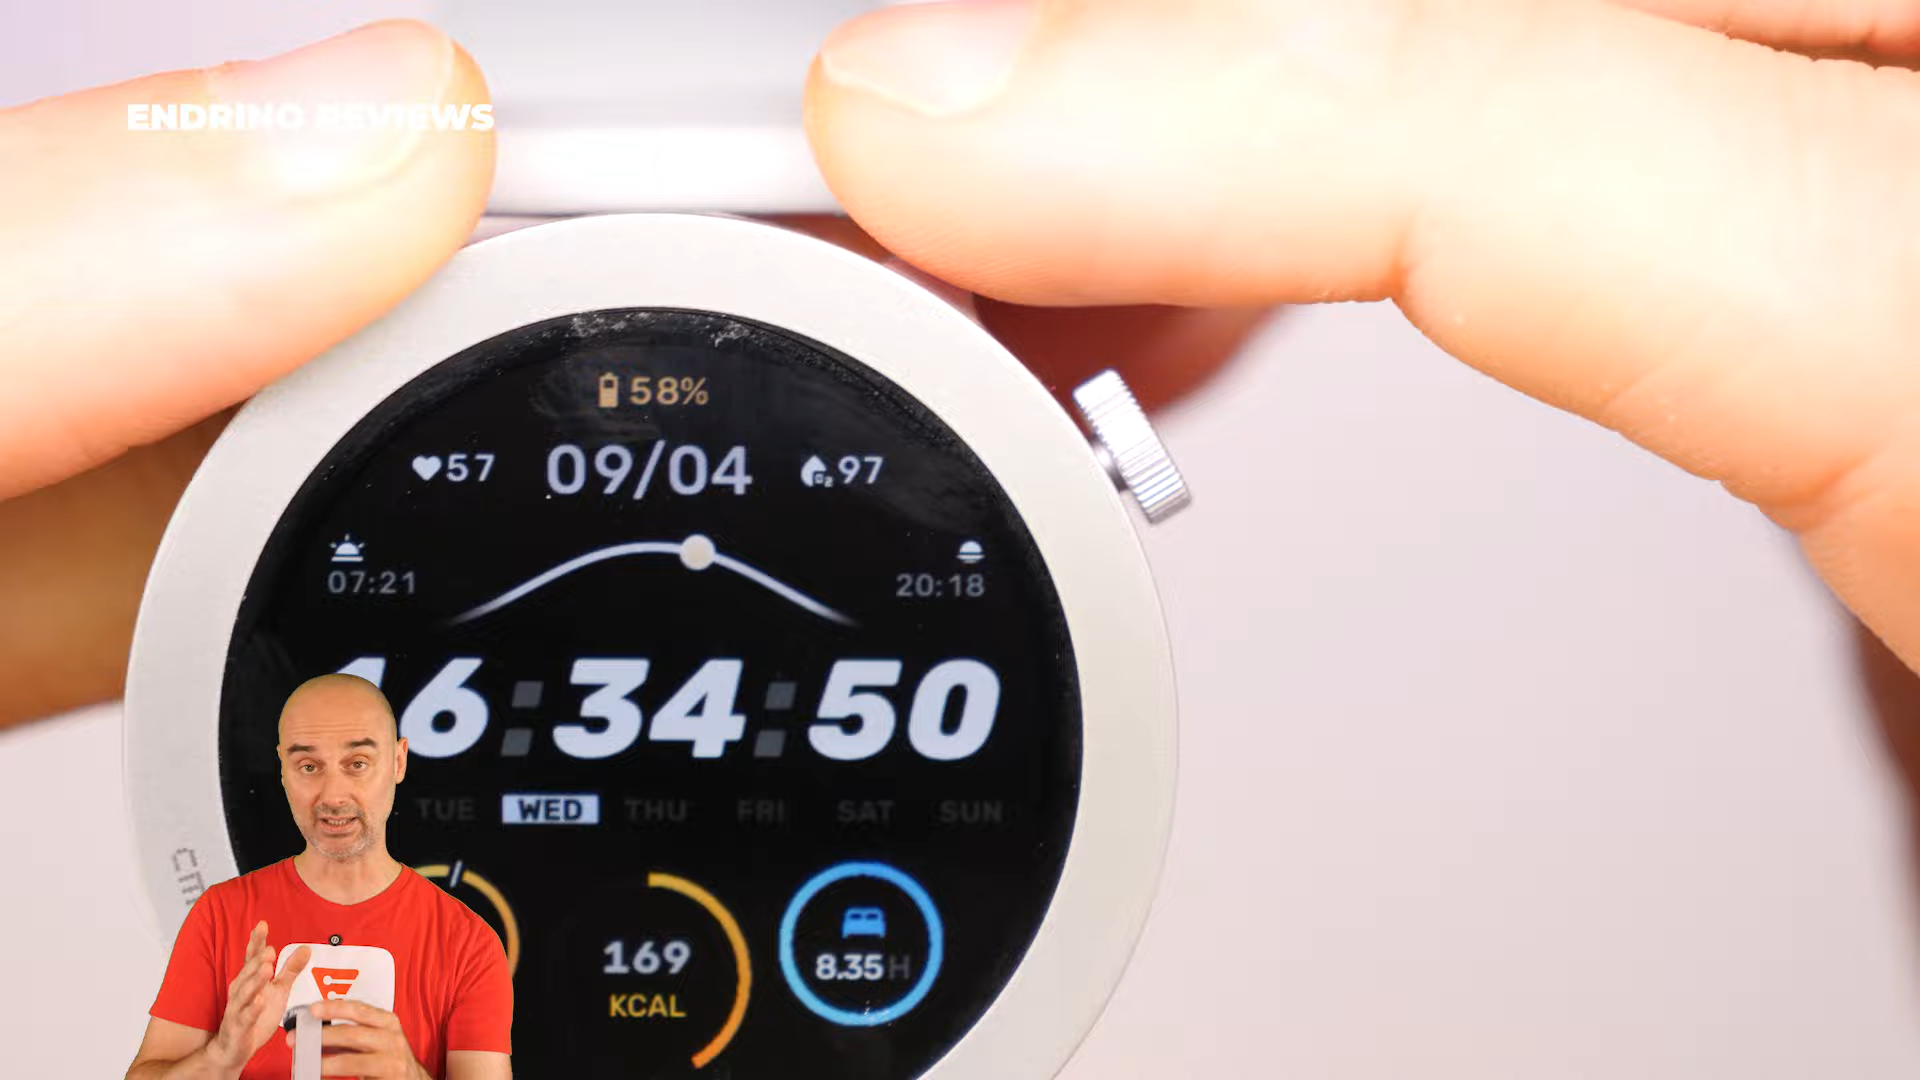 ENDRINO REVIEWS
58%
57 09/04 97
07:21 20:18
16:34:50
TUE WED THU FRI SAT SUN
169
KCAL
8.35H